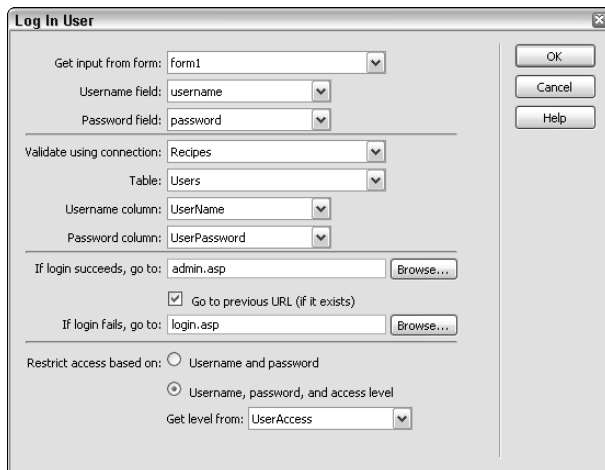 Log In User
Get input from form: form1
Username field: username
Password field: password
Validate using connection: Recipes
Table: Users
Username column: UserName
Password column: UserPassword
If login succeeds, go to: admin.asp Browse...
Go to previous URL (if it exists)
If login fails, go to: login.asp Browse...
Restrict access based on: Username and password
Username, password, and access level
Get level from: UserAccess
OK
Cancel
Help